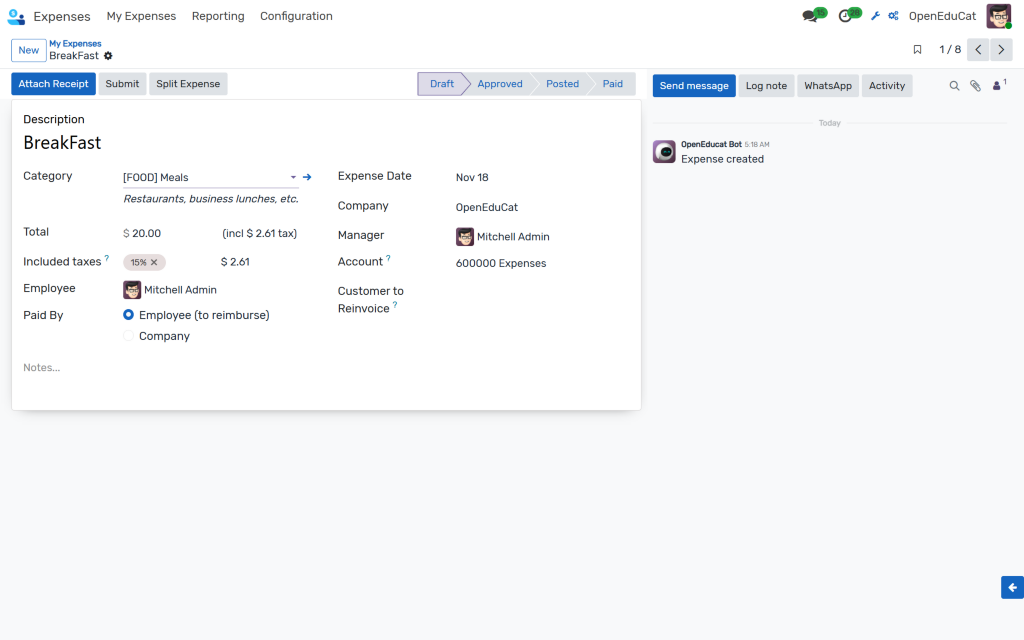 Expenses My Expenses Reporting Configuration 15 28 OpenEduCat
New My Expenses
BreakFast 1 / 8
Attach Receipt Submit Split Expense Draft Approved Posted Paid Send message Log note WhatsApp Activity 1
Description
BreakFast
Category [FOOD] Meals
Restaurants, business lunches, etc.
Total $ 20.00 (incl $ 2.61 tax)
Included taxes ? 15% $ 2.61
Employee Mitchell Admin
Paid By Employee (to reimburse)
Company
Notes...
Expense Date Nov 18
Company OpenEduCat
Manager Mitchell Admin
Account ? 600000 Expenses
Customer to
Reinvoice ?
Today
OpenEducat Bot 5:18 AM
Expense created